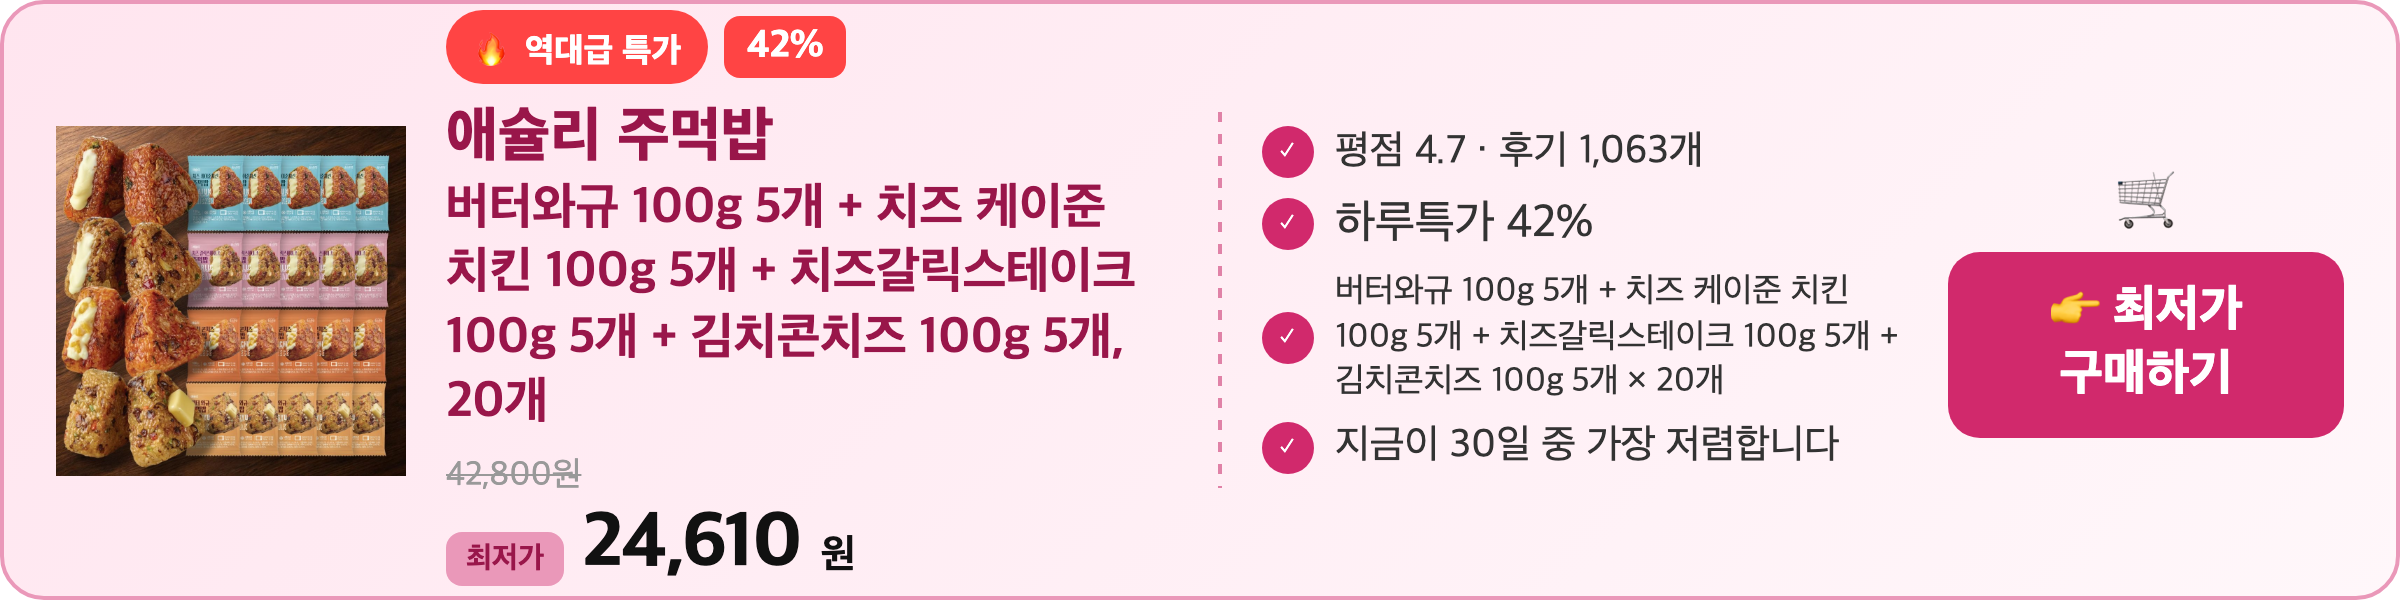 역대급 특가
42%
애슐리 주먹밥
버터와규 100g 5개 + 치즈 케이준
치킨 100g 5개 + 치즈갈릭스테이크
100g 5개 + 김치콘치즈 100g 5개,
20개
42,800원
최저가 24,610 원
평점 4.7 · 후기 1,063개
하루특가 42%
버터와규 100g 5개 + 치즈 케이준 치킨
100g 5개 + 치즈갈릭스테이크 100g 5개 +
김치콘치즈 100g 5개 × 20개
지금이 30일 중 가장 저렴합니다
최저가
구매하기